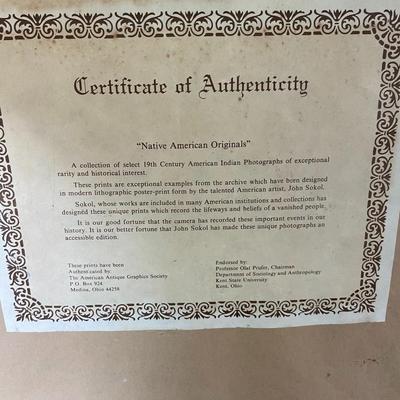 Certificate of Authenticity
"Native American Originals"
A collection of select 19th Century American Indian Photographs of exceptional
rarity and historical interest.
These prints are exceptional examples from the archive which have been designed
in modern lithographic poster-print form by the talented American artist, John Sokol.
Sokol, whose works are included in many American institutions and collections has
designed these unique prints which record the lifeways and beliefs of a vanished people.
It is our good fortune that the camera has recorded these important events in our
history. It is our better fortune that John Sokol has made these unique photographs an
accessible edition.
These prints have been
Authenticated by:
The American Antique Graphics Society
P.O. Box 924
Medina, Ohio 44258
Endorsed by:
Professor Olaf Prufer, Chairman
Department of Sociology and Anthropology
Kent State University
Kent, Ohio